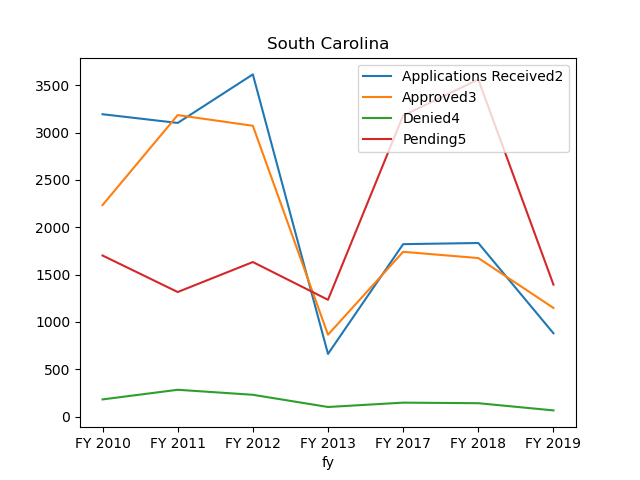 South Carolina
Applications Received2
Approved3
Denied4
Pending5
3500
3000
2500
2000
1500
1000
500
0
FY 2010 FY 2011 FY 2012 FY 2013 FY 2017 FY 2018 FY 2019
fy